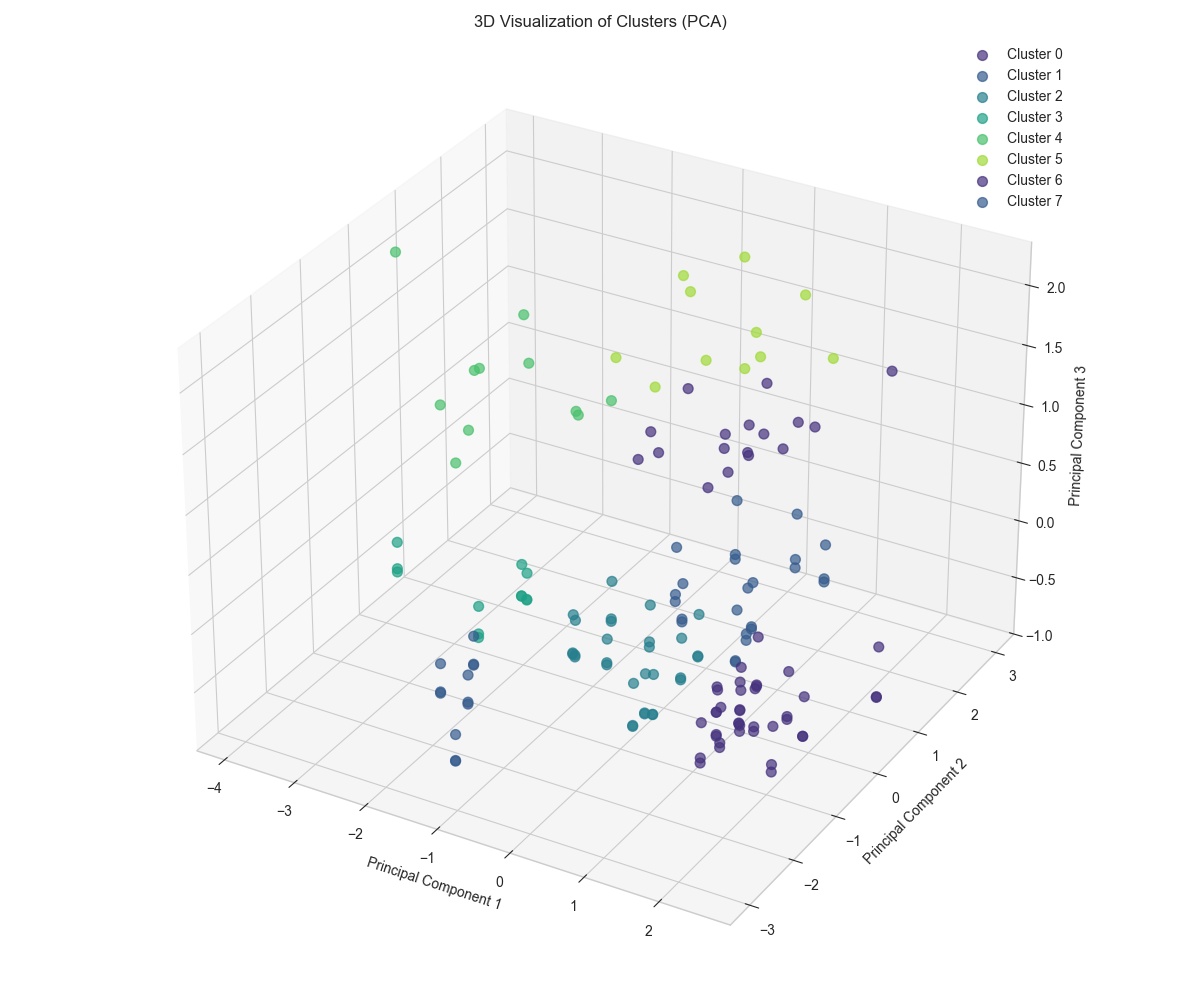 3D Visualization of Clusters (PCA)
Cluster 0
Cluster 1
Cluster 2
Cluster 3
Cluster 4
Cluster 5
Cluster 6
Cluster 7
2.0
1.5
1.0
0.5
0.0
−0.5
−1.0
Principal Component 3
3
2
1
0
−1
−2
−3
Principal Component 2
−4
−3
−2
−1
0
1
2
Principal Component 1